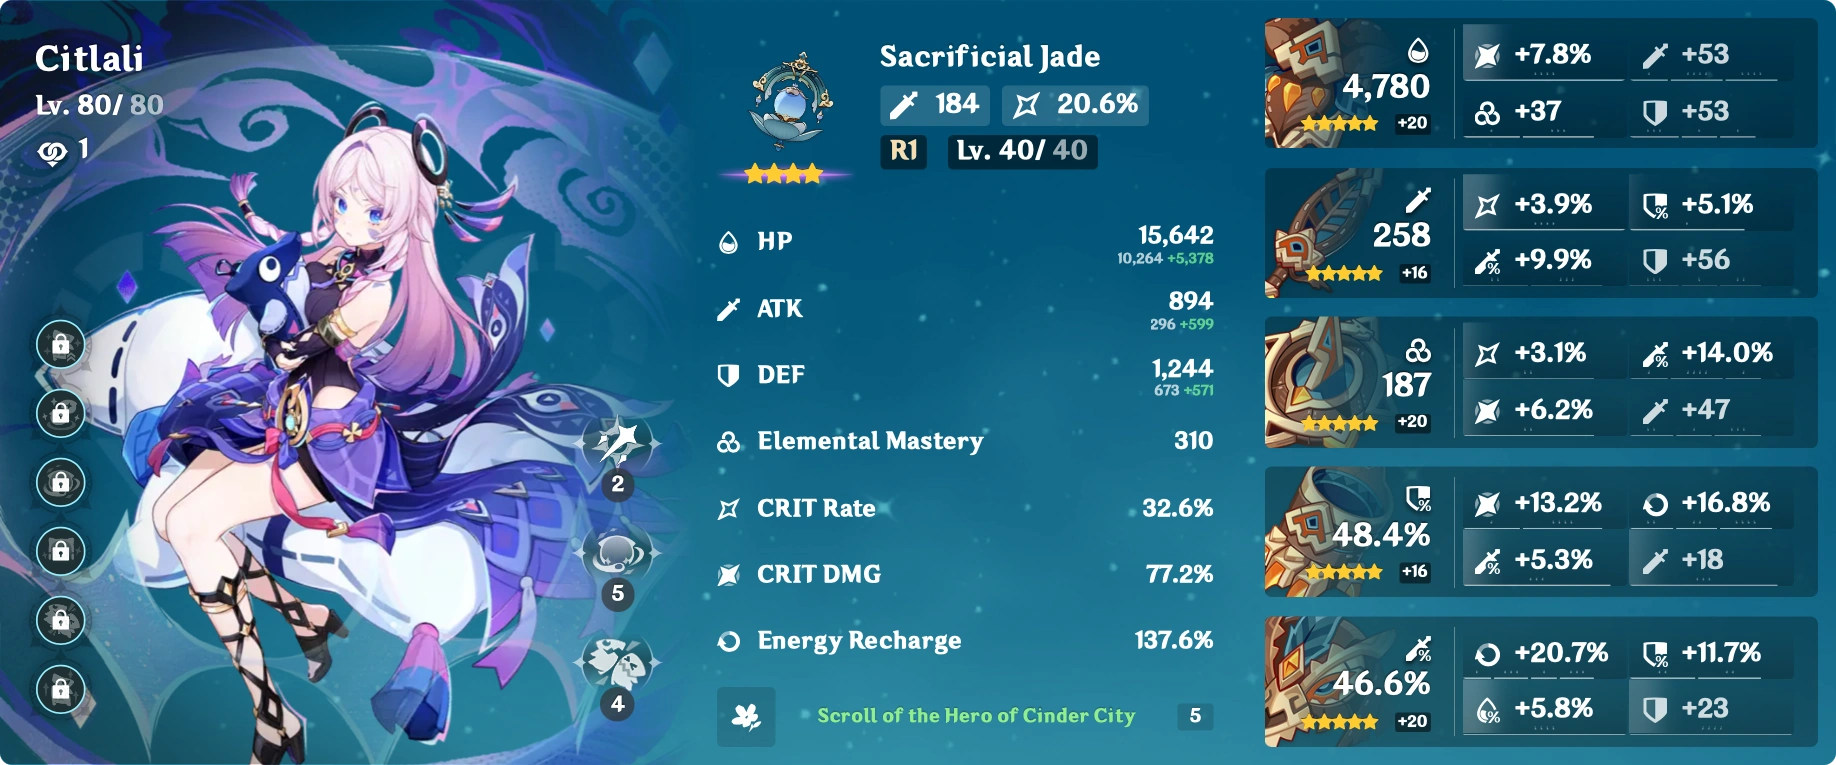 Citlali
Lv. 80/ 80
1
2
5
4
Sacrificial Jade
184 20.6%
R1 Lv. 40/ 40
HP 15,642
10,264 +5,378
ATK 894
296 +599
DEF 1,244
673 +571
Elemental Mastery 310
CRIT Rate 32.6%
CRIT DMG 77.2%
Energy Recharge 137.6%
Scroll of the Hero of Cinder City 5
4,780
+20
+7.8% +53
+37 +53
258
+16
+3.9% +5.1%
+9.9% +56
187
+20
+3.1% +14.0%
+6.2% +47
48.4%
+16
+13.2% +16.8%
+5.3% +18
46.6%
+20
+20.7% +11.7%
+5.8% +23